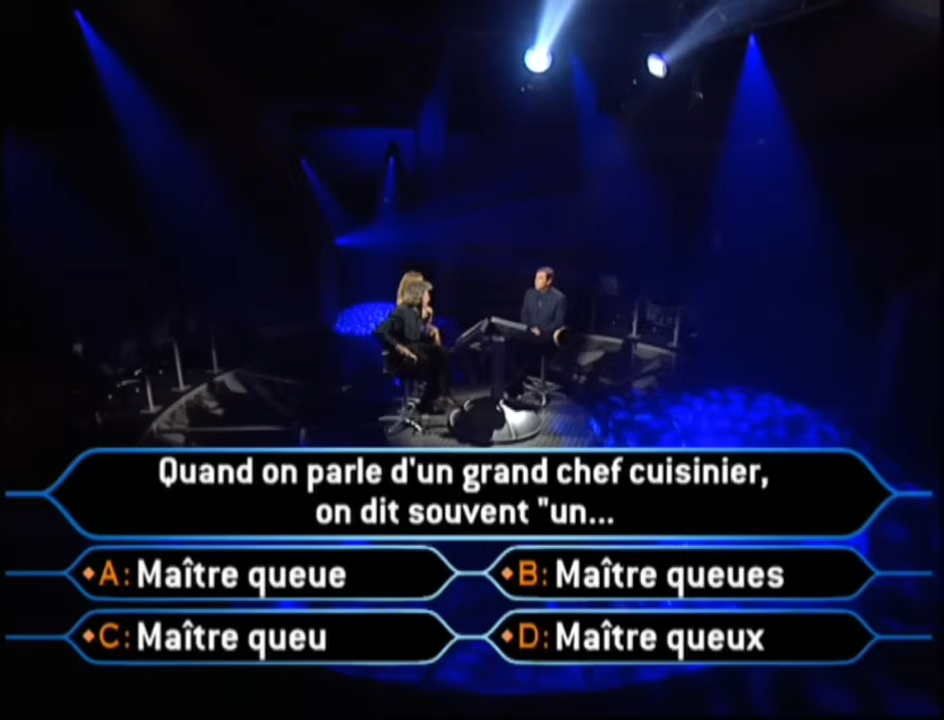 Quand on parle d'un grand chef cuisinier,
on dit souvent "un...
A: Maître queue
B: Maître queues
C: Maître queu
D: Maître queux